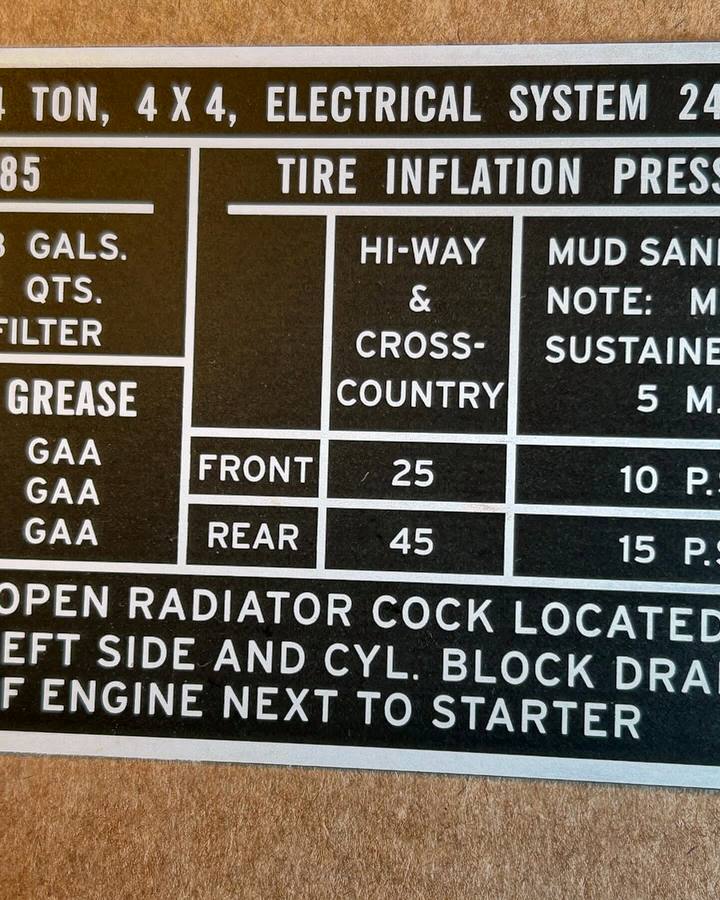 4 TON, 4 X 4, ELECTRICAL SYSTEM 24
85
GALS.
QTS.
FILTER
GREASE
GAA
GAA
GAA
TIRE INFLATION PRESS
HI-WAY
&
CROSS-
COUNTRY
MUD SAN
NOTE: M
SUSTAINE
5 M.
FRONT 25 10 P.S
REAR 45 15 P.S
OPEN RADIATOR COCK LOCATED
EFT SIDE AND CYL. BLOCK DRA
F ENGINE NEXT TO STARTER